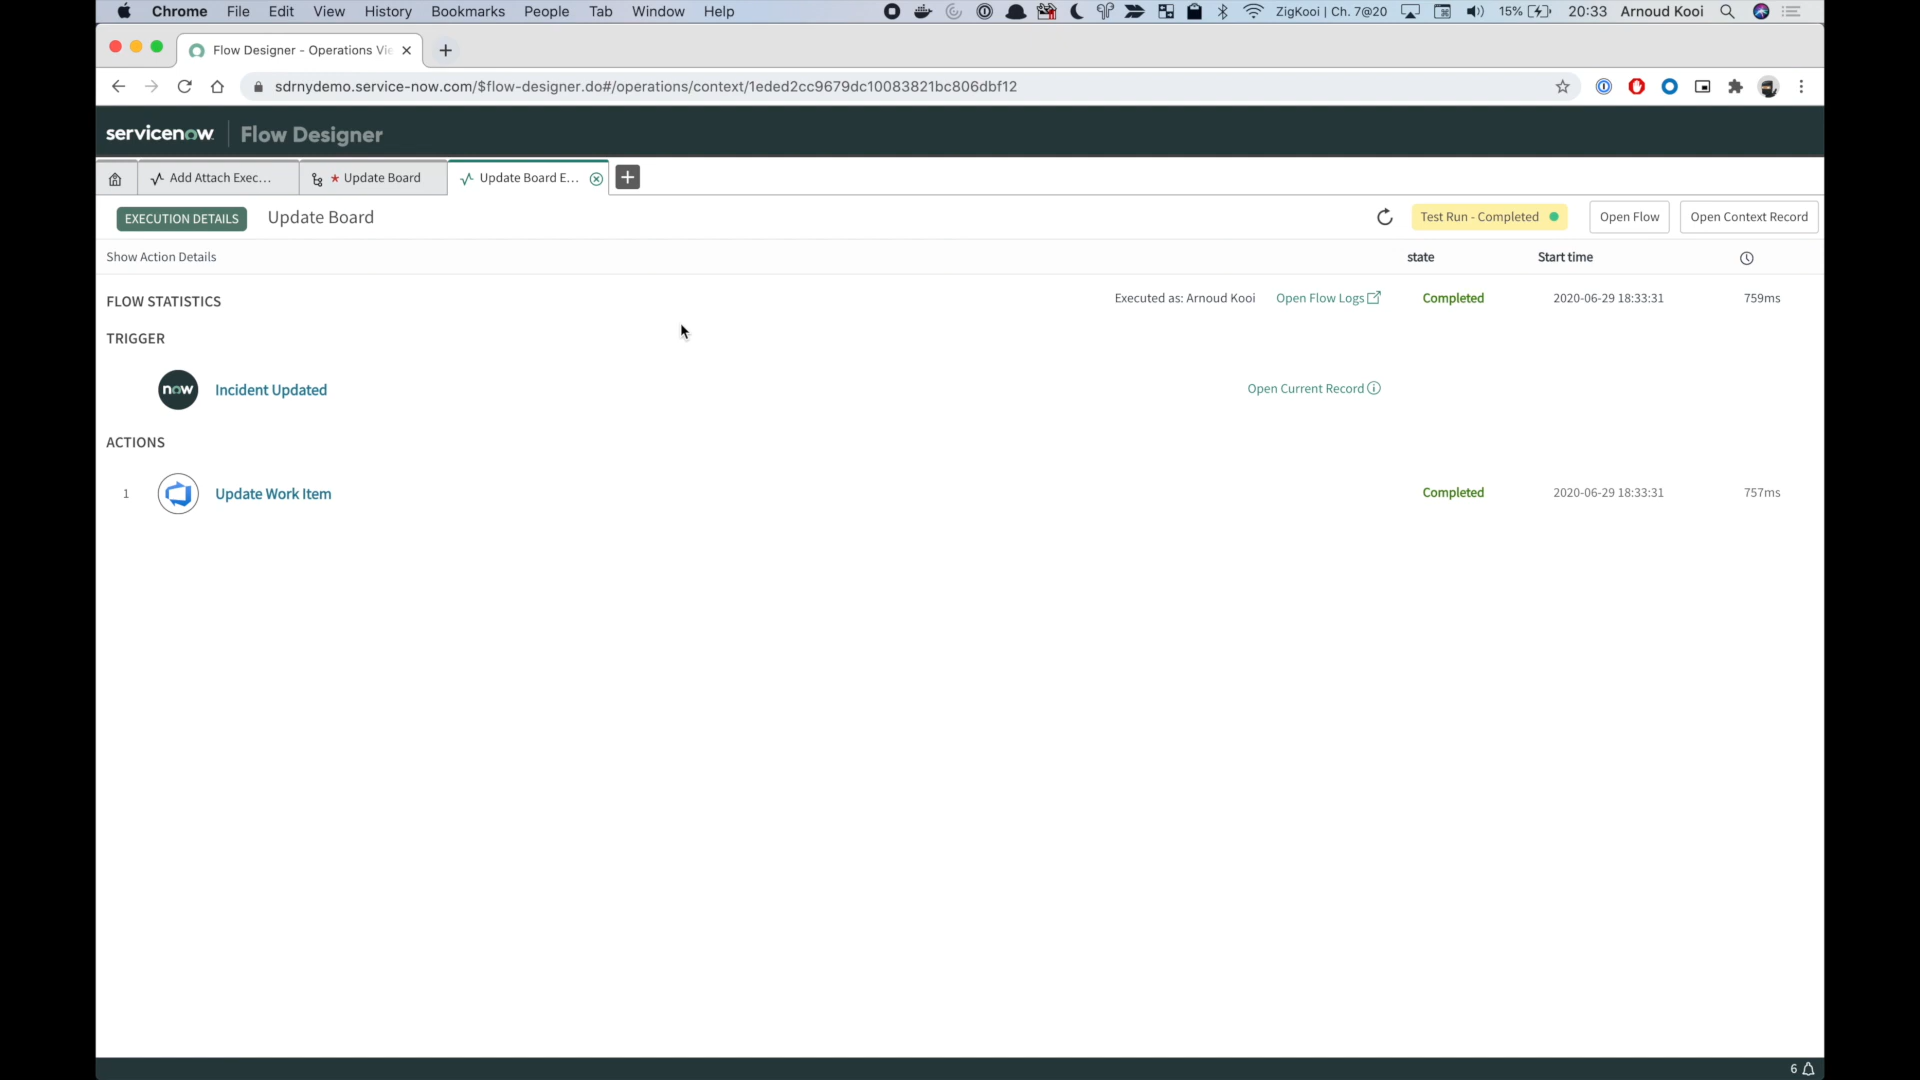 Chrome File Edit View History Bookmarks People Tab Window Help ZigKooi | Ch. 7@20 15% 20:33 Arnoud Kooi
Flow Designer - Operations Vie
sdrnydemo.service-now.com/$flow-designer.do#/operations/context/1eded2cc9679dc10083821bc806dbf12
servicenow Flow Designer
Add Attach Exec... * Update Board Update Board E...
EXECUTION DETAILS Update Board Test Run - Completed Open Flow Open Context Record
Show Action Details state Start time
FLOW STATISTICS Executed as: Arnoud Kooi Open Flow Logs Completed 2020-06-29 18:33:31 759ms
TRIGGER
now Incident Updated Open Current Record
ACTIONS
1 Update Work Item Completed 2020-06-29 18:33:31 757ms
6